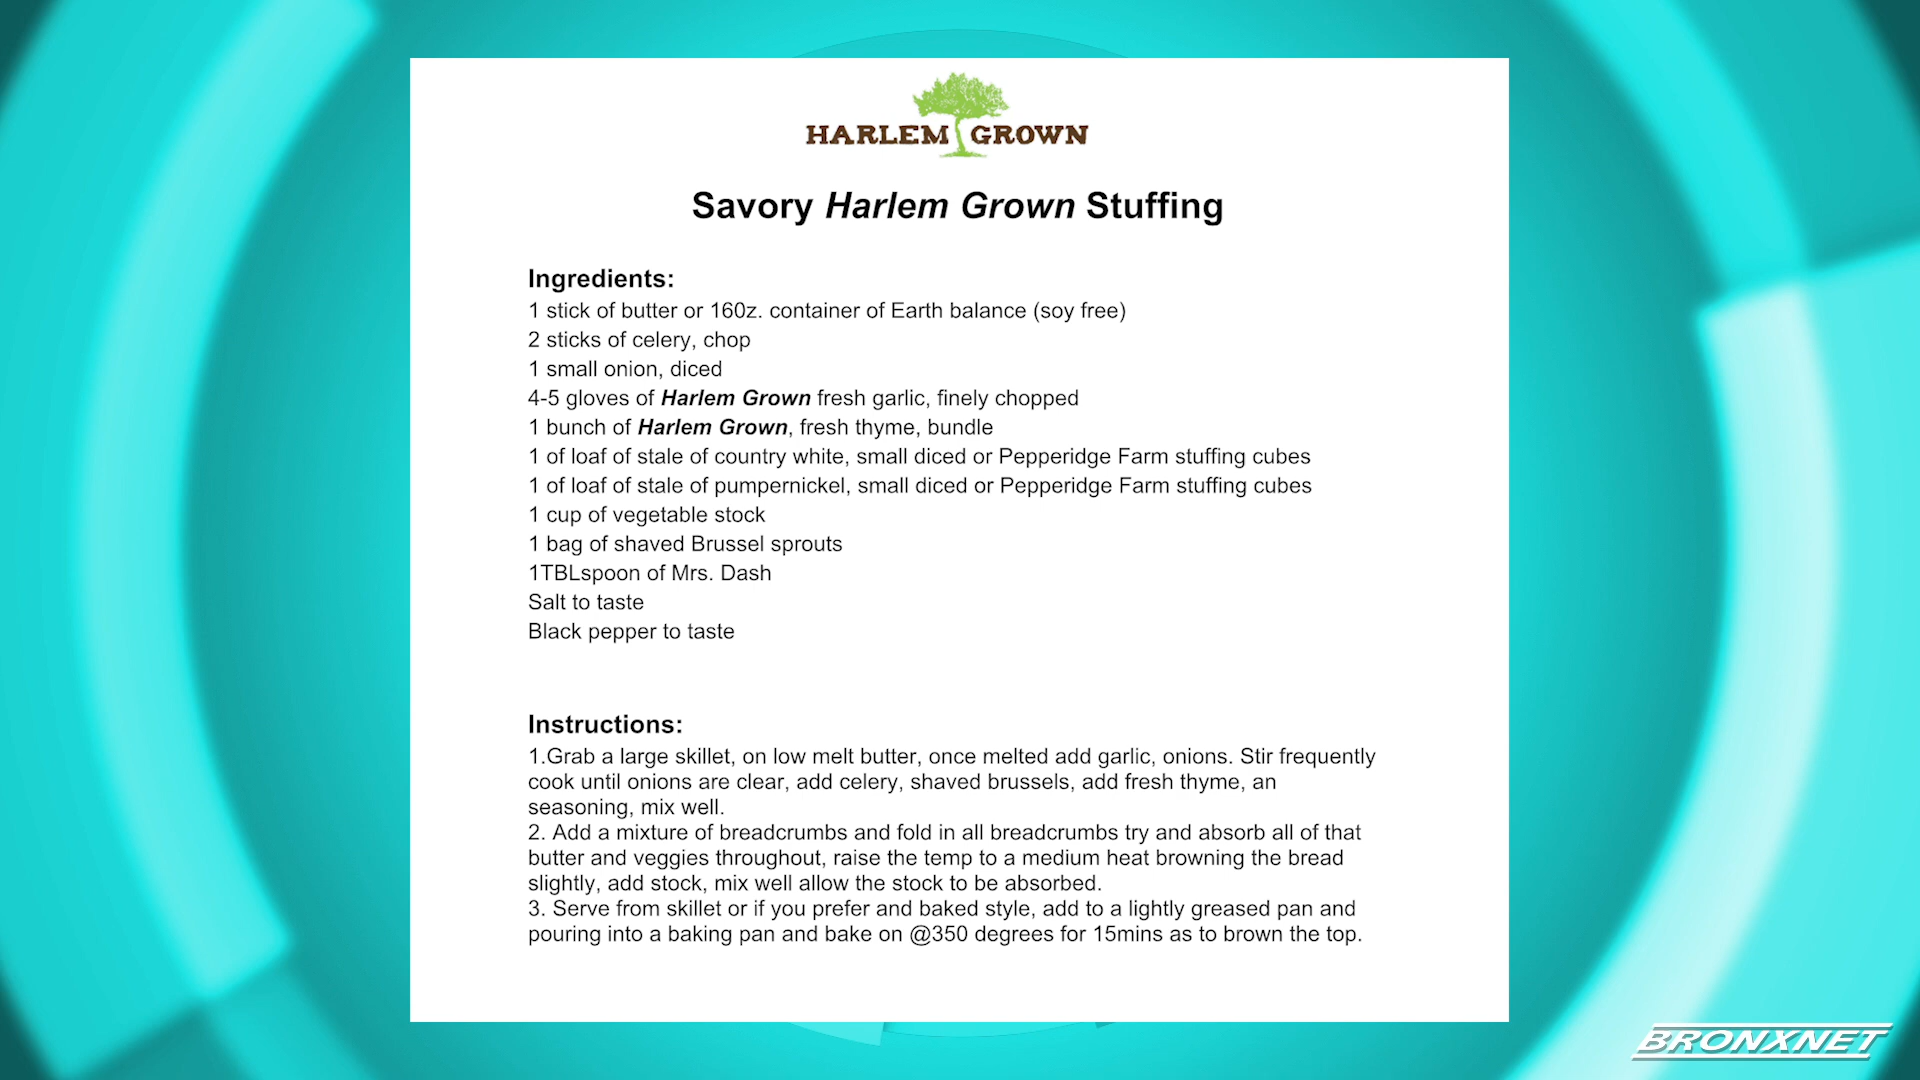 HARLEM GROWN
Savory Harlem Grown Stuffing
Ingredients:
1 stick of butter or 160z. container of Earth balance (soy free)
2 sticks of celery, chop
1 small onion, diced
4-5 gloves of Harlem Grown fresh garlic, finely chopped
1 bunch of Harlem Grown, fresh thyme, bundle
1 of loaf of stale of country white, small diced or Pepperidge Farm stuffing cubes
1 of loaf of stale of pumpernickel, small diced or Pepperidge Farm stuffing cubes
1 cup of vegetable stock
1 bag of shaved Brussel sprouts
1TBLspoon of Mrs. Dash
Salt to taste
Black pepper to taste
Instructions:
1.Grab a large skillet, on low melt butter, once melted add garlic, onions. Stir frequently
cook until onions are clear, add celery, shaved brussels, add fresh thyme, an
seasoning, mix well.
2. Add a mixture of breadcrumbs and fold in all breadcrumbs try and absorb all of that
butter and veggies throughout, raise the temp to a medium heat browning the bread
slightly, add stock, mix well allow the stock to be absorbed.
3. Serve from skillet or if you prefer and baked style, add to a lightly greased pan and
pouring into a baking pan and bake on @350 degrees for 15mins as to brown the top.
BRONXNET